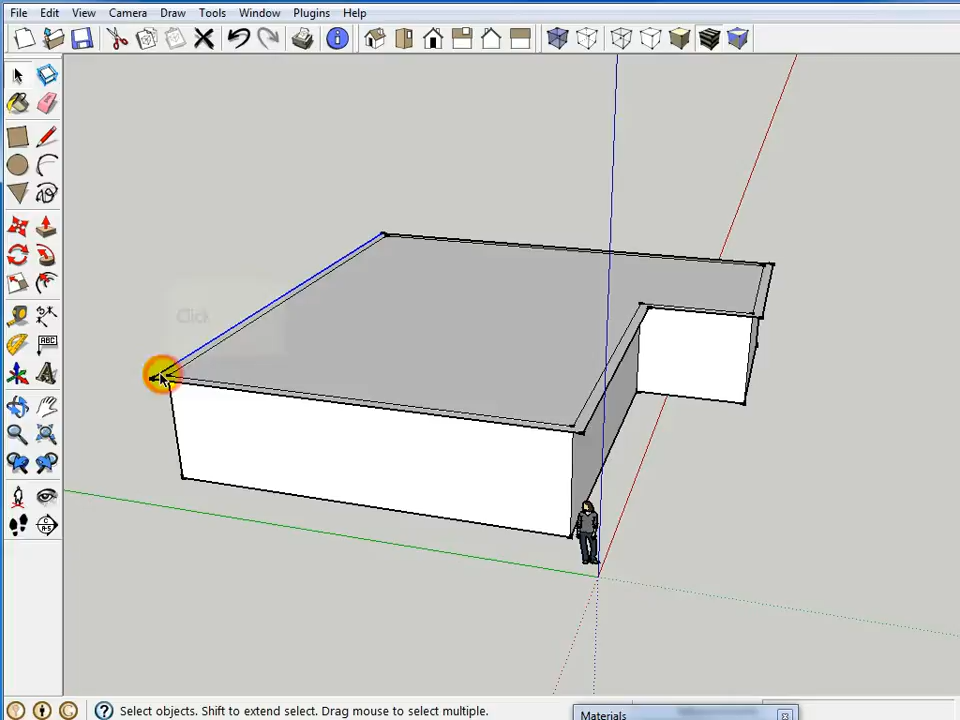 File Edit View Camera Draw Tools Window Plugins Help
ABC
Click
Select objects. Shift to extend select. Drag mouse to select multiple.
Materials